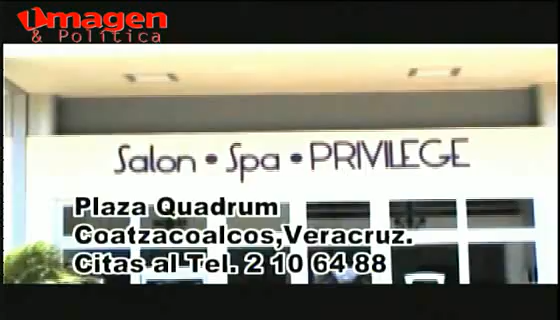 Imagen
& Política
Salon • Spa • PRIVILEGE
Plaza Quadrum
Coatzacoalcos,Veracruz.
Citas al Tel. 2 10 64 88